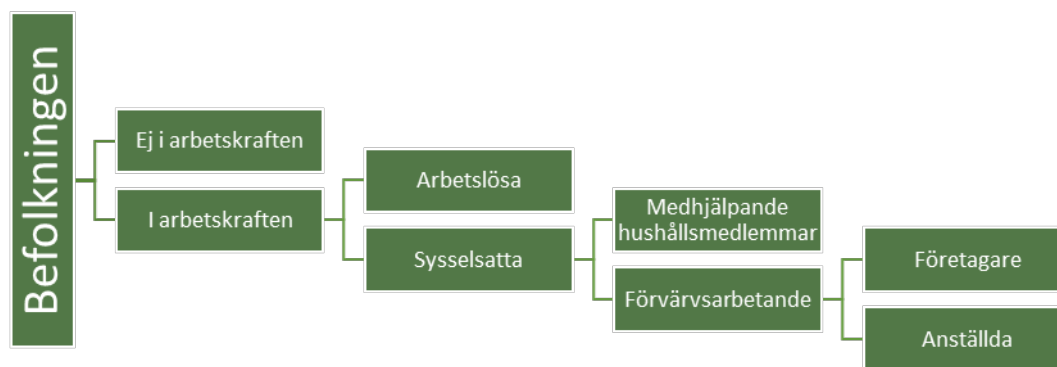 Befolkningen
Ej i arbetskraften
I arbetskraften
Arbetslösa
Sysselsatta
Medhjälpande
hushållsmedlemmar
Förvärvsarbetande
Företagare
Anställda